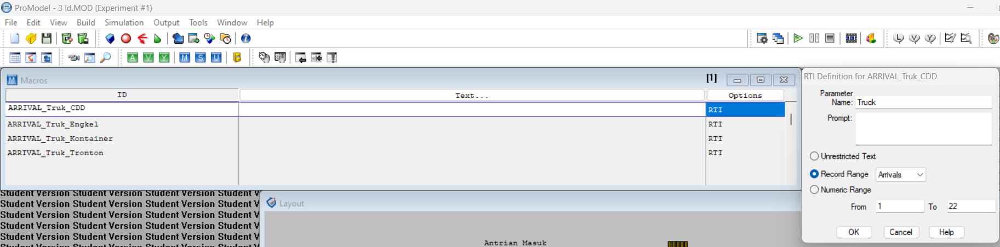 ProModel - 3 Id.MOD (Experiment #1)
File Edit View Build Simulation Output Tools Window Help
L V Y
A V Y M S U
M Macros [1]
ID Text... Options
ARRIVAL_Truk_CDD RTI
ARRIVAL_Truk_Engkel RTI
ARRIVAL_Truk_Kontainer RTI
ARRIVAL_Truk_Tronton RTI
RTI Definition for ARRIVAL_Truk_CDD
Parameter
Name: Truck
Prompt:
Unrestricted Text
Record Range Arrivals
Numeric Range
From 1 To 22
OK Cancel Help
Student Version Student Version Student Version Student V
Student Version Student Version Student Version Student V
Student Version Student Version Student Version Student V
Student Version Student Version Student Version Student V
Student Version Student Version Student Version Student V
Student Version Student Version Student Version Student V
Layout
Antrian Masuk